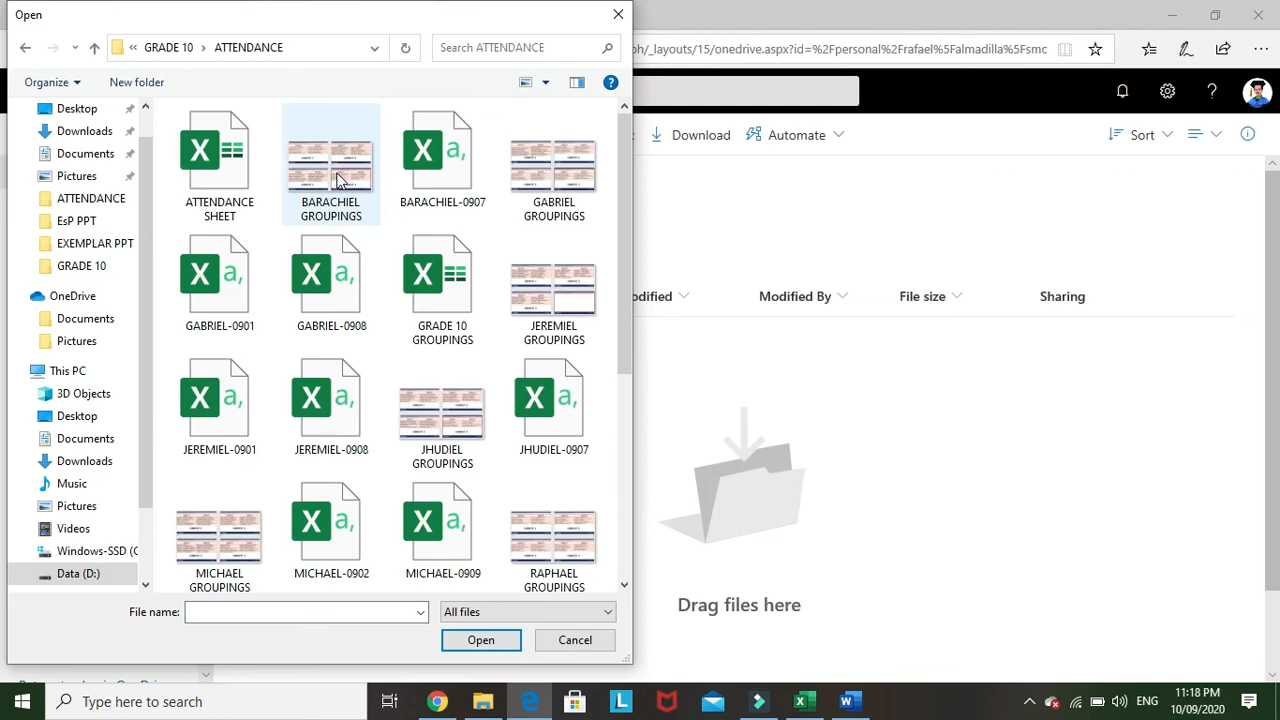 Open
GRADE 10 ATTENDANCE
Search ATTENDANCE
ph/_layouts/15/onedrive.aspx?id=%2Fpersonal%2Frafael%5Falmadilla%5Fsmc
Organize
New folder
Desktop
Downloads
Documents
Pictures
ATTENDANCE
EsP PPT
EXEMPLAR PPT
GRADE 10
OneDrive
Documents
Pictures
This PC
3D Objects
Desktop
Documents
Downloads
Music
Pictures
Videos
Windows-SSD (C
Data (D:)
ATTENDANCE
SHEET
BARACHIEL
GROUPINGS
BARACHIEL-0907
GABRIEL
GROUPINGS
GABRIEL-0901
GABRIEL-0908
GRADE 10
GROUPINGS
JEREMIEL
GROUPINGS
JEREMIEL-0901
JEREMIEL-0908
JHUDIEL
GROUPINGS
JHUDIEL-0907
MICHAEL
GROUPINGS
MICHAEL-0902
MICHAEL-0909
RAPHAEL
GROUPINGS
File name:
All files
Open
Cancel
Download
Automate
Sort
odified
Modified By
File size
Sharing
Drag files here
Type here to search
ENG
11:18 PM
10/09/2020